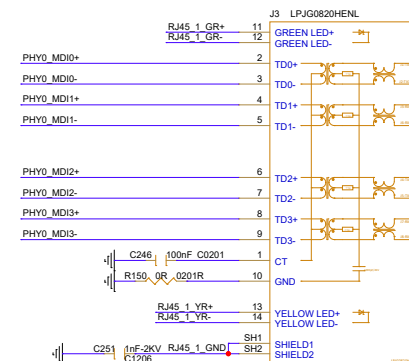 J3 LPJG0820HENL
RJ45_1_GR+ 11 GREEN LED+
RJ45_1_GR- 12 GREEN LED-
PHY0_MDI0+ 2 TD0+
PHY0_MDI0- 3 TD0-
PHY0_MDI1+ 4 TD1+
PHY0_MDI1- 5 TD1-
PHY0_MDI2+ 6 TD2+
PHY0_MDI2- 7 TD2-
PHY0_MDI3+ 8 TD3+
PHY0_MDI3- 9 TD3-
C246 100nF C0201 1 CT
R150 0R 0201R 10 GND
RJ45_1_YR+ 13 YELLOW LED+
RJ45_1_YR- 14 YELLOW LED-
SH1 SHIELD1
C251 1nF-2KV RJ45_1_GND SH2 SHIELD2
C1206